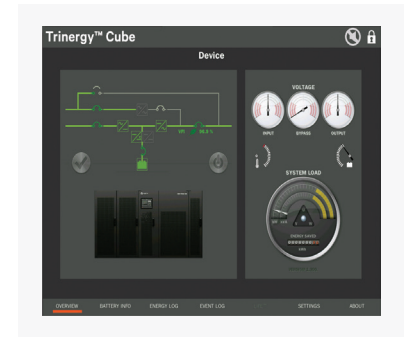 Trinergy™ Cube
Device
VOLTAGE
INPUT
BYPASS
OUTPUT
SYSTEM LOAD
ENERGY SAVED
OVERVIEW
BATTERY INFO
ENERGY LOG
EVENT LOG
SETTINGS
ABOUT